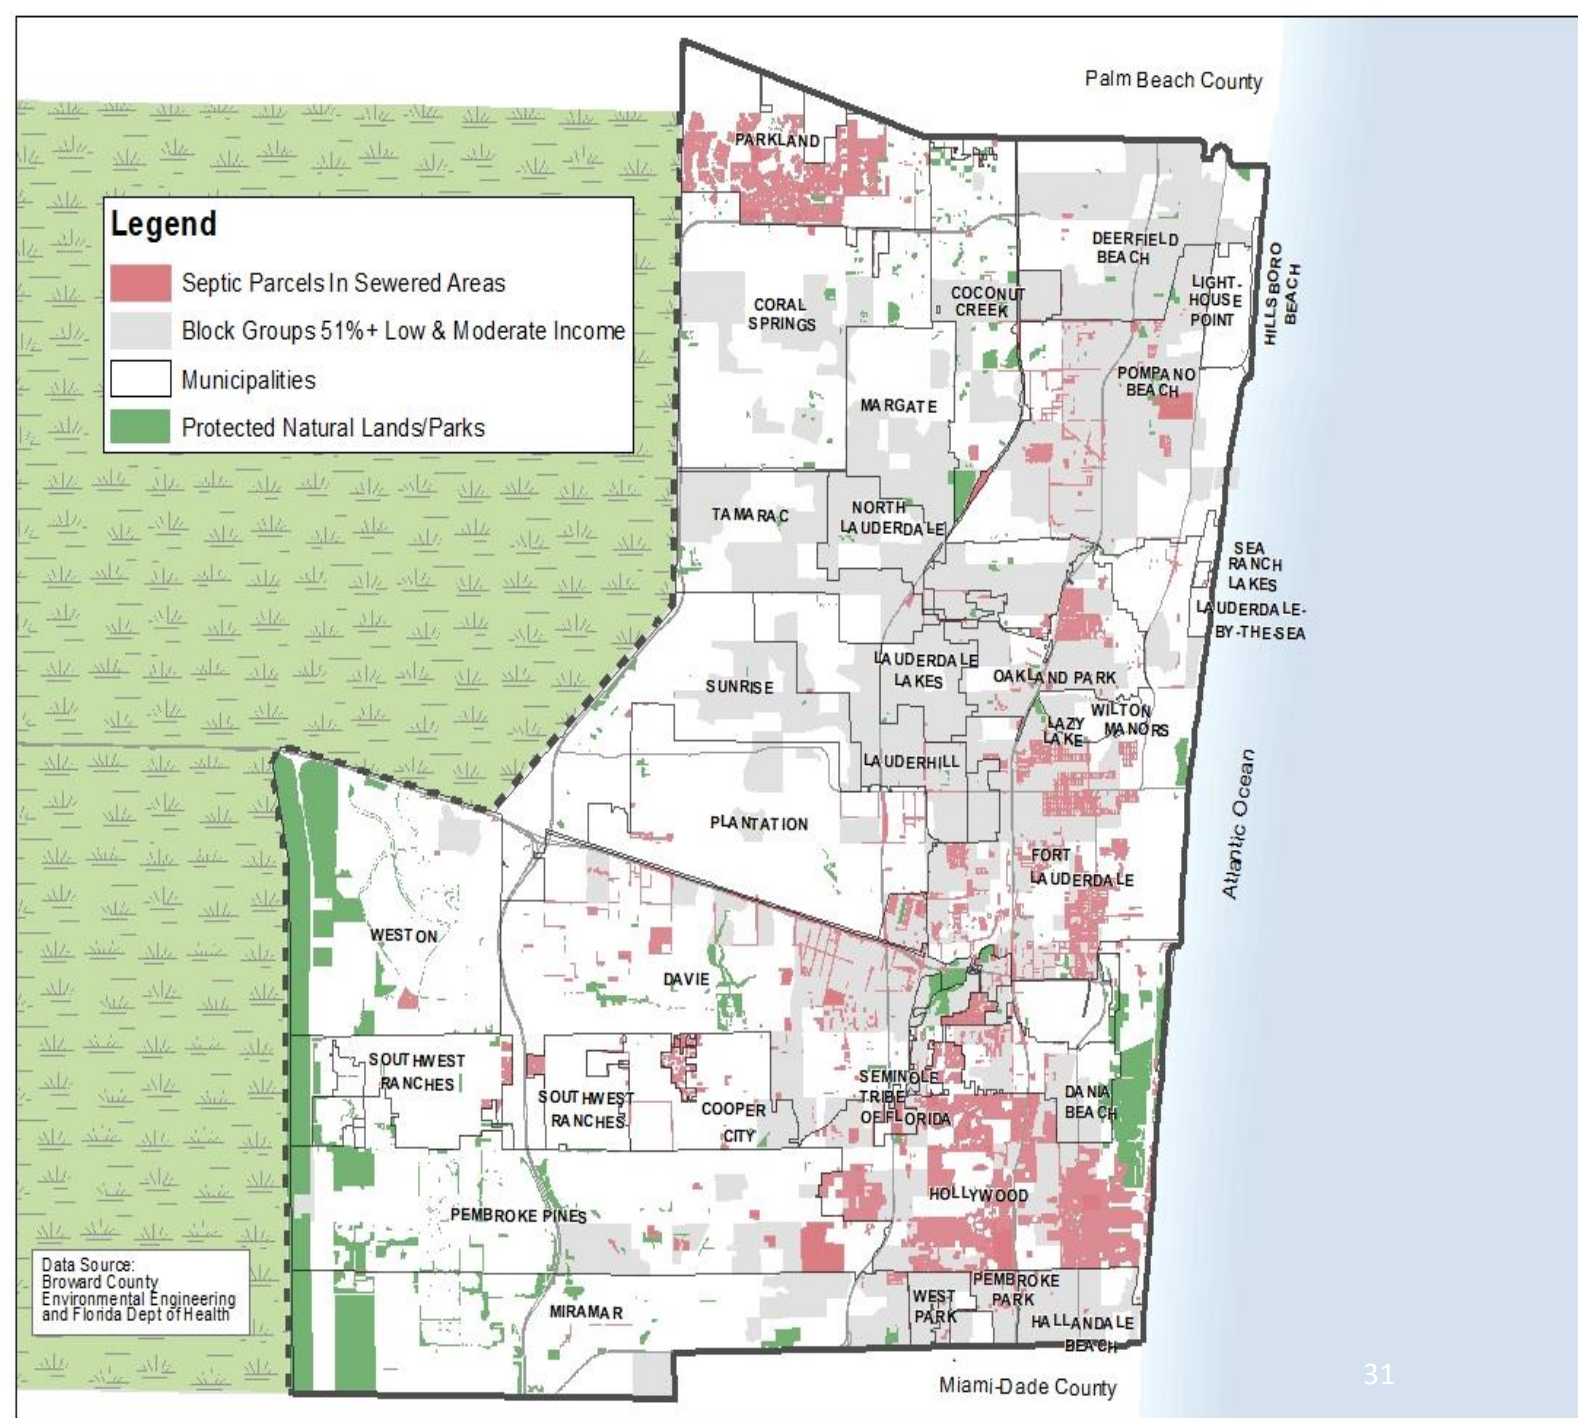 Palm Beach County
PARKLAND
Legend
Septic Parcels In Sewered Areas
Block Groups 51%+ Low & Moderate Income
Municipalities
Protected Natural Lands/Parks
DEERFIELD
BEACH
LIGHT-
HOUSE
POINT
HILLSBORO
BEACH
CORAL
SPRINGS
COCONUT
CREEK
POMPANO
BEACH
MARGATE
TAMARAC
NORTH
LAUDERDALE
SEA
RANCH
LAKES
LAUDERDALE-
BY-THE-SEA
LAUDERDALE
LAKES
SUNRISE
OAKLAND PARK
WILTON
MANORS
LAZY
LAKE
LAUDERHILL
PLANTATION
FORT
LAUDERDALE
Atlantic Ocean
WESTON
DAVIE
SOUTHWEST
RANCHES
SOUTHWEST
RANCHES
COOPER
CITY
SEMINOLE
TRIBE
OF FLORIDA
DANIA
BEACH
HOLLYWOOD
PEMBROKE PINES
Data Source:
Broward County
Environmental Engineering
and Florida Dept of Health
MIRAMAR
WEST
PARK
PEMBROKE
PARK
HALLANDALE
BEACH
Miami-Dade County
31